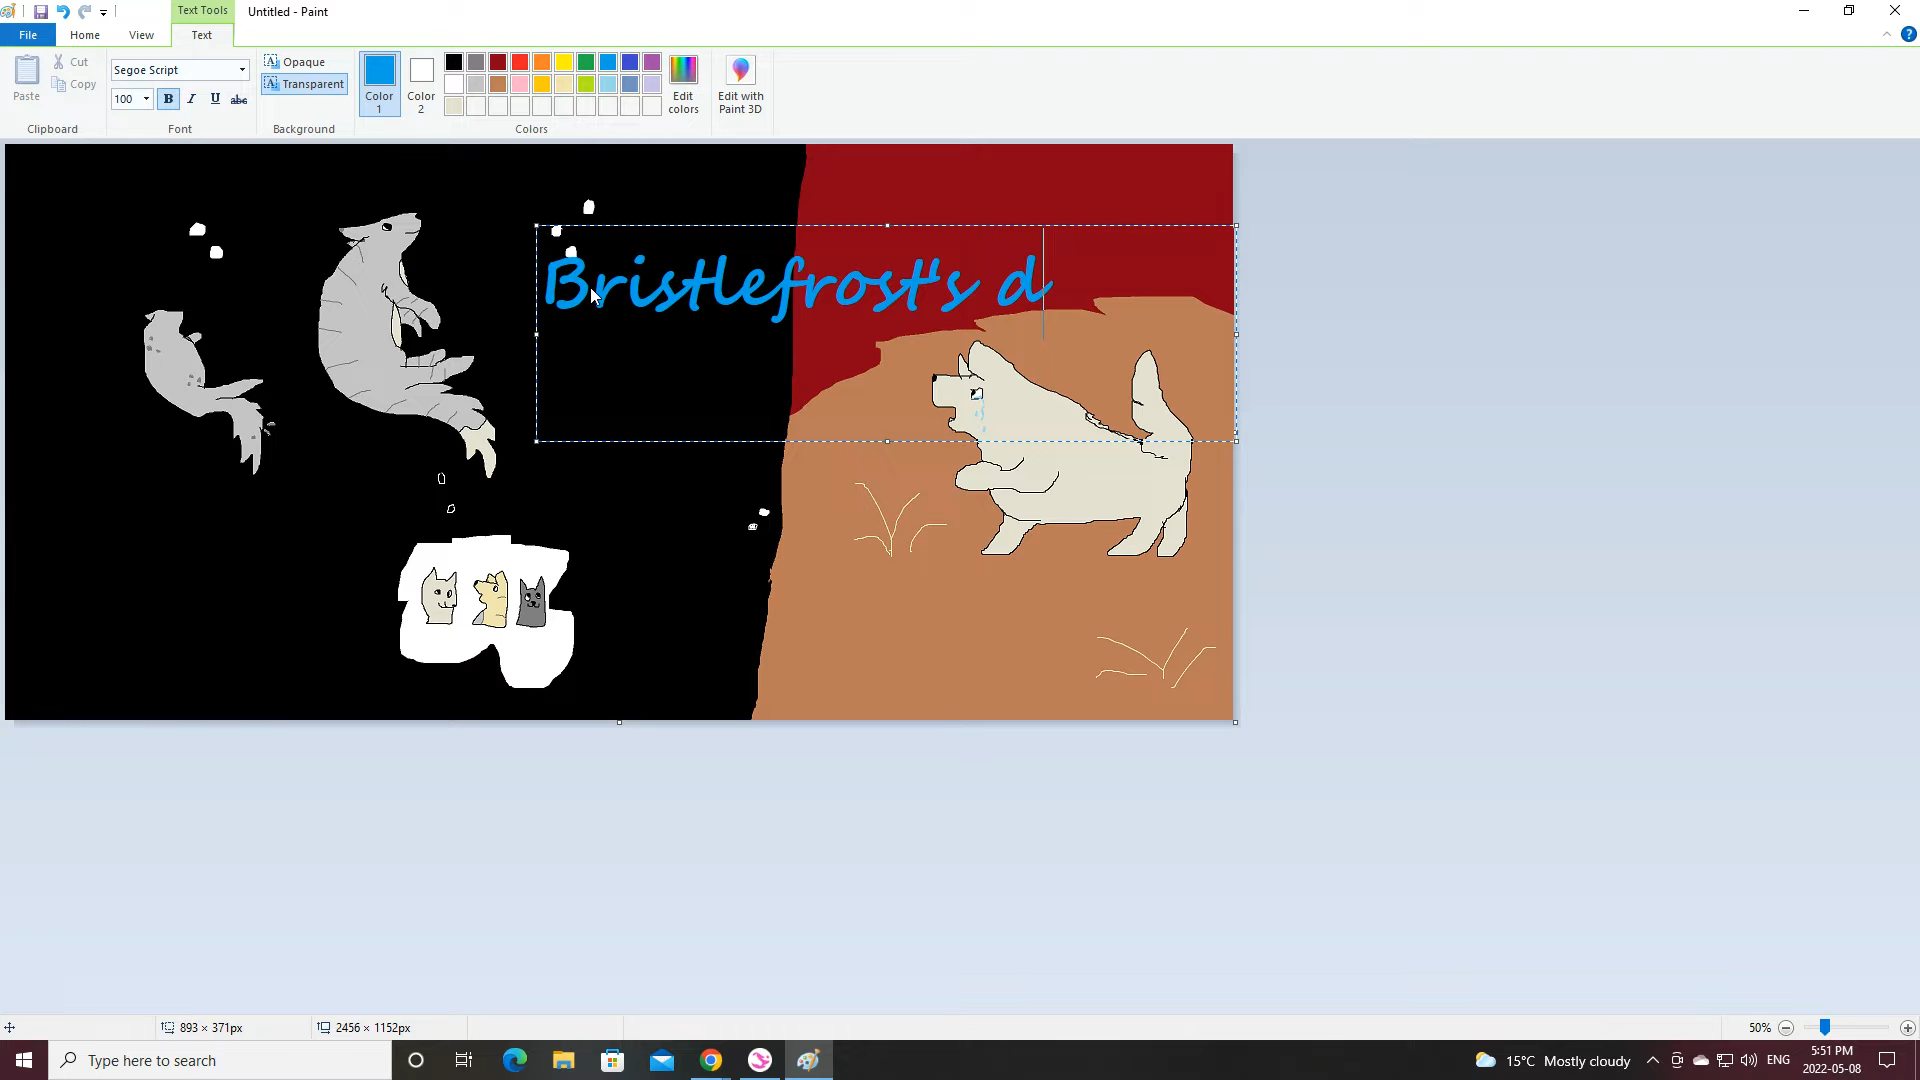 Text Tools
Untitled - Paint
File
Home
View
Text
Cut
Copy
Paste
Clipboard
Segoe Script
100
B
I
U
abc
Font
Opaque
Transparent
Background
Color
1
Color
2
Edit
colors
Colors
Edit with
Paint 3D
Bristlefrost's d
893 × 371px
2456 × 1152px
50%
Type here to search
15°C Mostly cloudy
ENG
5:51 PM
2022-05-08